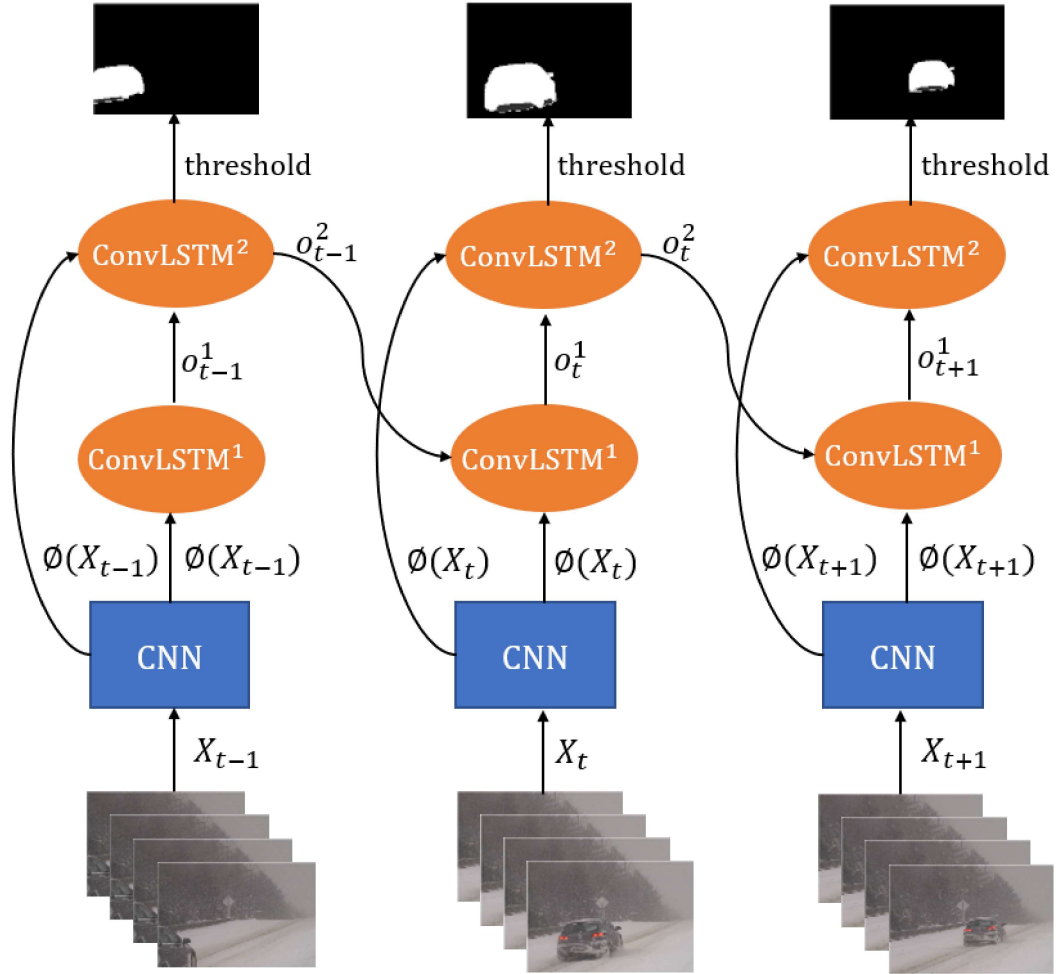 threshold threshold threshold
ConvLSTM² ConvLSTM² ConvLSTM²
o²ₜ₋₁ o²ₜ
o¹ₜ₋₁ o¹ₜ o¹ₜ₊₁
ConvLSTM¹ ConvLSTM¹ ConvLSTM¹
∅(Xₜ₋₁) ∅(Xₜ₋₁) ∅(Xₜ) ∅(Xₜ) ∅(Xₜ₊₁) ∅(Xₜ₊₁)
CNN CNN CNN
Xₜ₋₁ Xₜ Xₜ₊₁